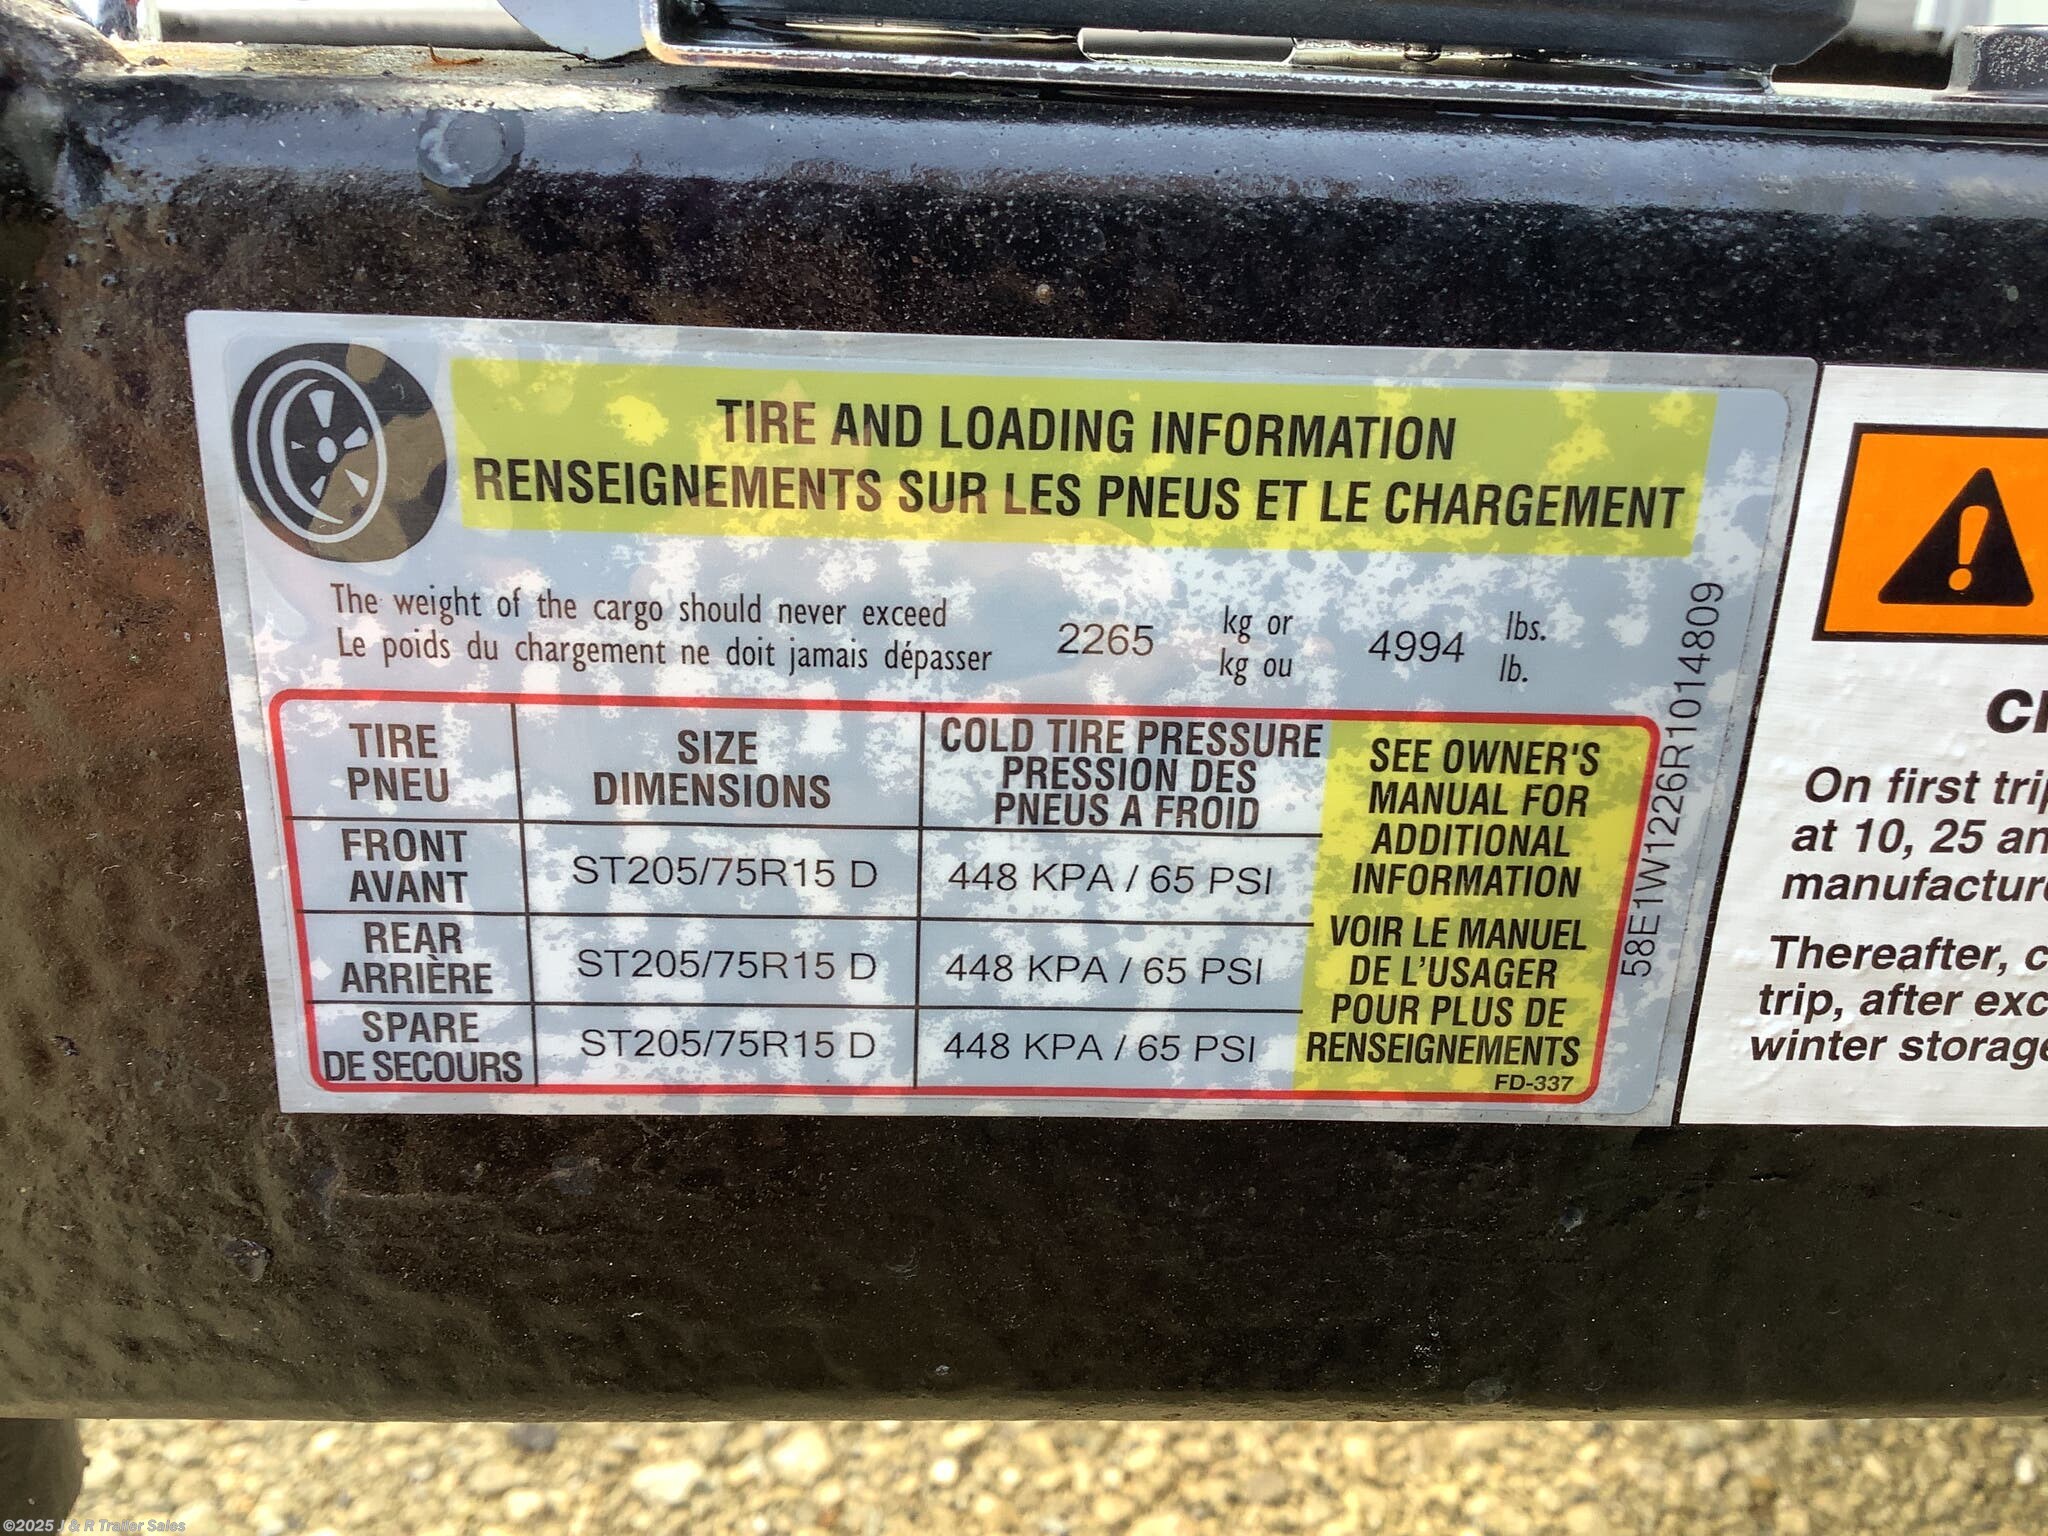 TIRE AND LOADING INFORMATION
RENSEIGNEMENTS SUR LES PNEUS ET LE CHARGEMENT
The weight of the cargo should never exceed 2265 kg or 4994 lbs.
Le poids du chargement ne doit jamais dépasser kg ou lb.
TIRE
PNEU
SIZE
DIMENSIONS
COLD TIRE PRESSURE
PRESSION DES
PNEUS A FROID
FRONT
AVANT
ST205/75R15 D
448 KPA / 65 PSI
REAR
ARRIÈRE
ST205/75R15 D
448 KPA / 65 PSI
SPARE
DE SECOURS
ST205/75R15 D
448 KPA / 65 PSI
SEE OWNER'S
MANUAL FOR
ADDITIONAL
INFORMATION
VOIR LE MANUEL
DE L'USAGER
POUR PLUS DE
RENSEIGNEMENTS
FD-337
58E1W1226R1014809
On first
at 10, 25
Thereafter,
trip, after
winter
©2025 J & R Trailer Sales